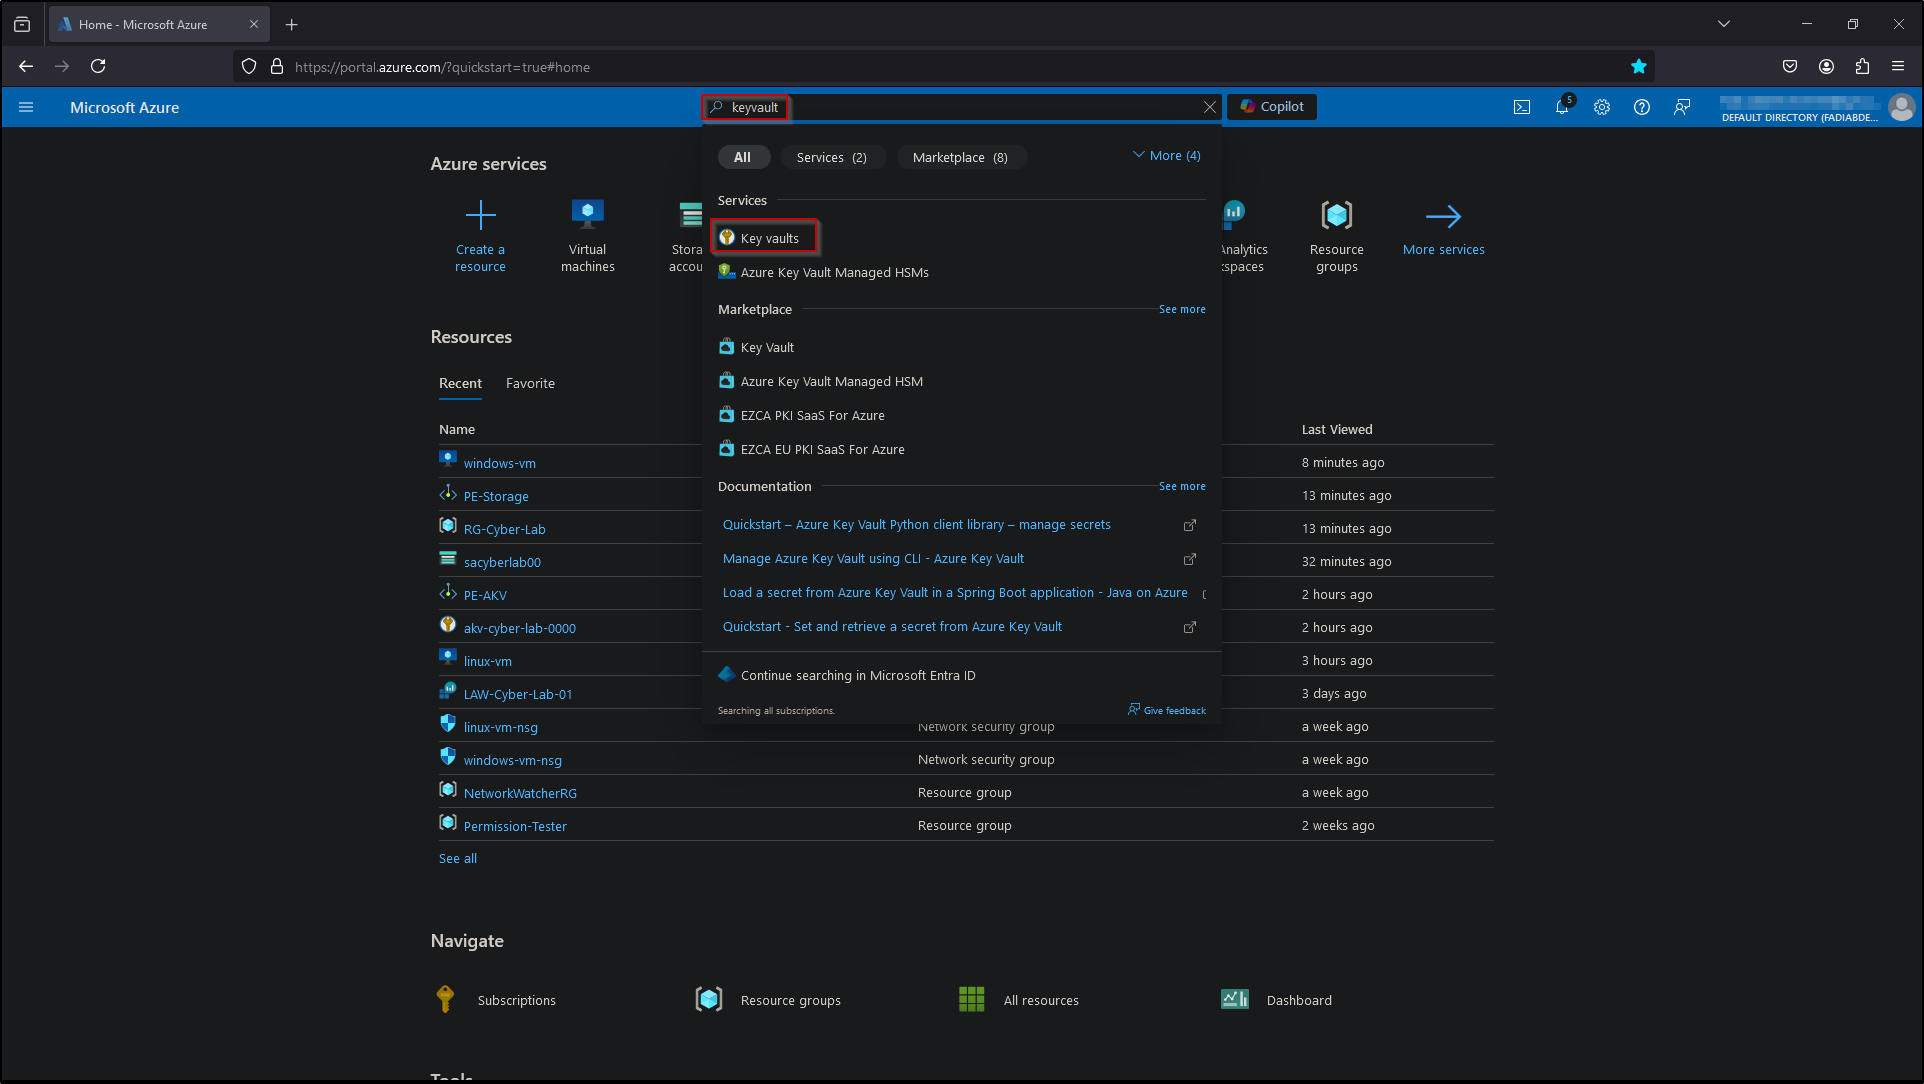 Home - Microsoft Azure
https://portal.azure.com/?quickstart=true#home
Microsoft Azure
keyvault
Copilot
5
DEFAULT DIRECTORY (FADIABDE...
All
Services (2)
Marketplace (8)
More (4)
Azure services
Services
Create a resource
Virtual machines
Key vaults
Resource groups
More services
Azure Key Vault Managed HSMs
Marketplace
See more
Resources
Key Vault
Recent
Favorite
Azure Key Vault Managed HSM
EZCA PKI SaaS For Azure
Name
Last Viewed
EZCA EU PKI SaaS For Azure
windows-vm
8 minutes ago
Documentation
See more
PE-Storage
13 minutes ago
Quickstart – Azure Key Vault Python client library – manage secrets
RG-Cyber-Lab
13 minutes ago
Manage Azure Key Vault using CLI - Azure Key Vault
sacyberlab00
32 minutes ago
Load a secret from Azure Key Vault in a Spring Boot application - Java on Azure
PE-AKV
2 hours ago
Quickstart - Set and retrieve a secret from Azure Key Vault
akv-cyber-lab-0000
2 hours ago
linux-vm
3 hours ago
Continue searching in Microsoft Entra ID
LAW-Cyber-Lab-01
3 days ago
Searching all subscriptions.
Give feedback
linux-vm-nsg
Network security group
a week ago
windows-vm-nsg
Network security group
a week ago
NetworkWatcherRG
Resource group
a week ago
Permission-Tester
Resource group
2 weeks ago
See all
Navigate
Subscriptions
Resource groups
All resources
Dashboard
Tools